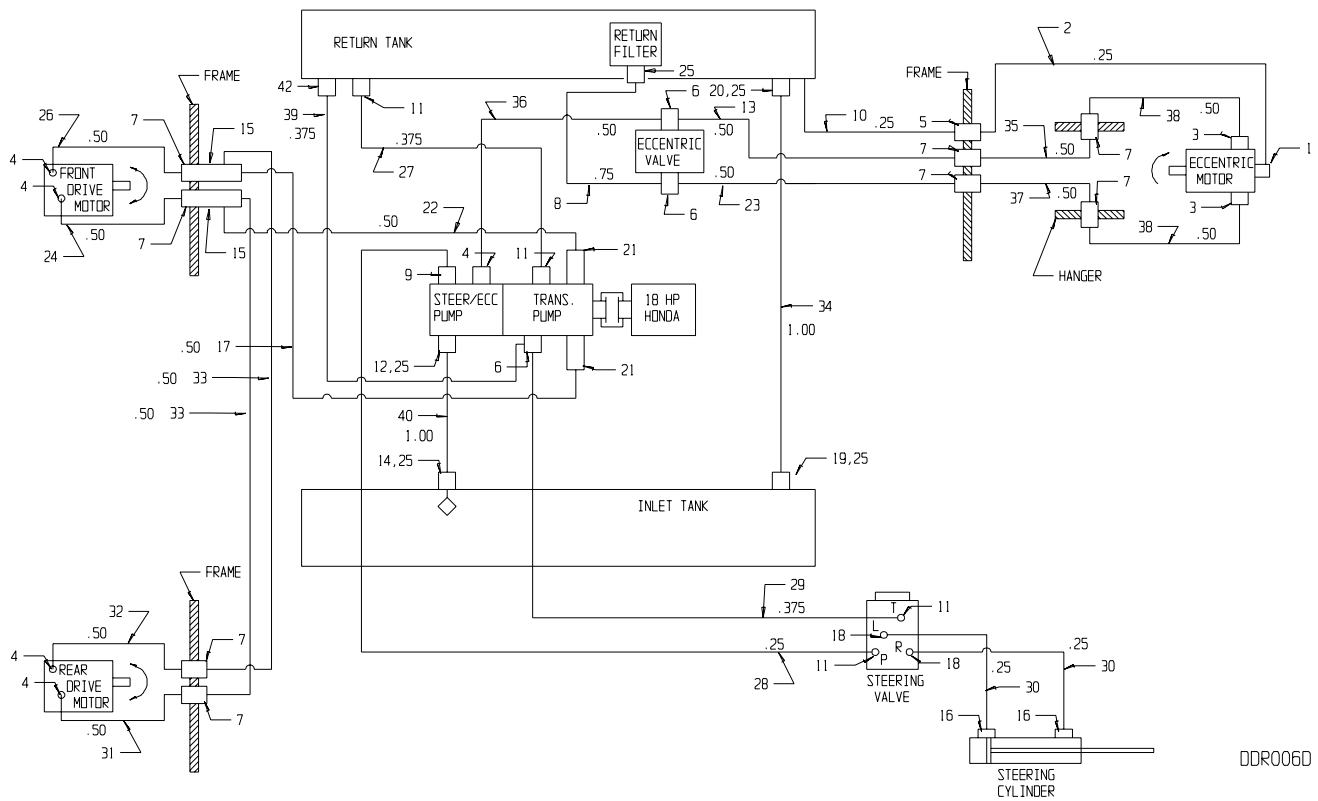 RETURN TANK
RETURN
FILTER
25
42
39
.375
11
36
6
20,25
13
2
.25
FRAME
10
.25
5
35
.50
38
.50
3
1
FRAME
26
.50
7
15
4
FRONT
DRIVE
MOTOR
4
24
.50
7
15
.375
27
.50
ECCENTRIC
VALVE
.50
.75
8
6
.50
23
7
7
7
7
37
.50
ECCENTRIC
MOTOR
3
38
.50
HANGER
22
.50
9
4
11
21
STEER/ECC
PUMP
TRANS.
PUMP
18 HP
HONDA
34
1.00
.50 17
12,25
6
21
.50 33
.50 33
40
1.00
14,25
19,25
INLET TANK
FRAME
32
.50
7
4
REAR
DRIVE
MOTOR
4
7
.50
31
29
.375
T
11
L
18
.25
28
11
P
R
18
STEERING
VALVE
.25
30
.25
30
16
16
STEERING
CYLINDER
DDR006D